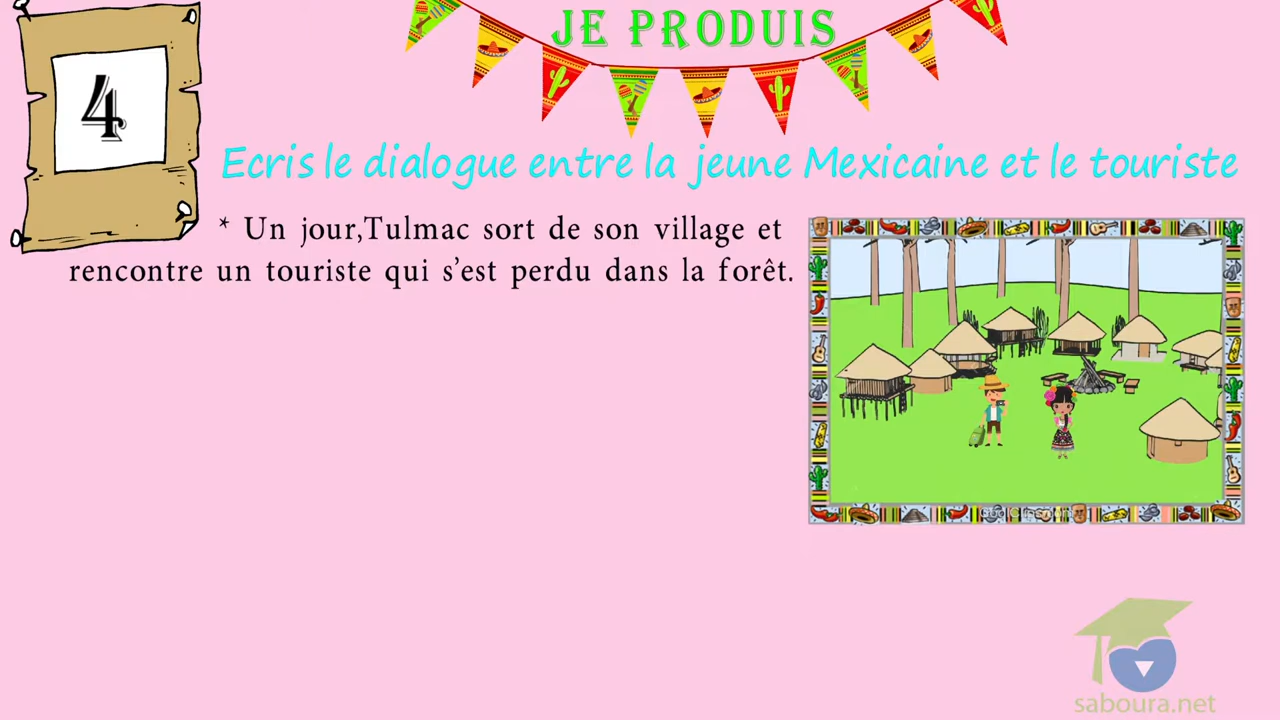 JE PRODUIS
4
Ecris le dialogue entre la jeune Mexicaine et le touriste
* Un jour,Tulmac sort de son village et
rencontre un touriste qui s'est perdu dans la forêt.
saboura.net